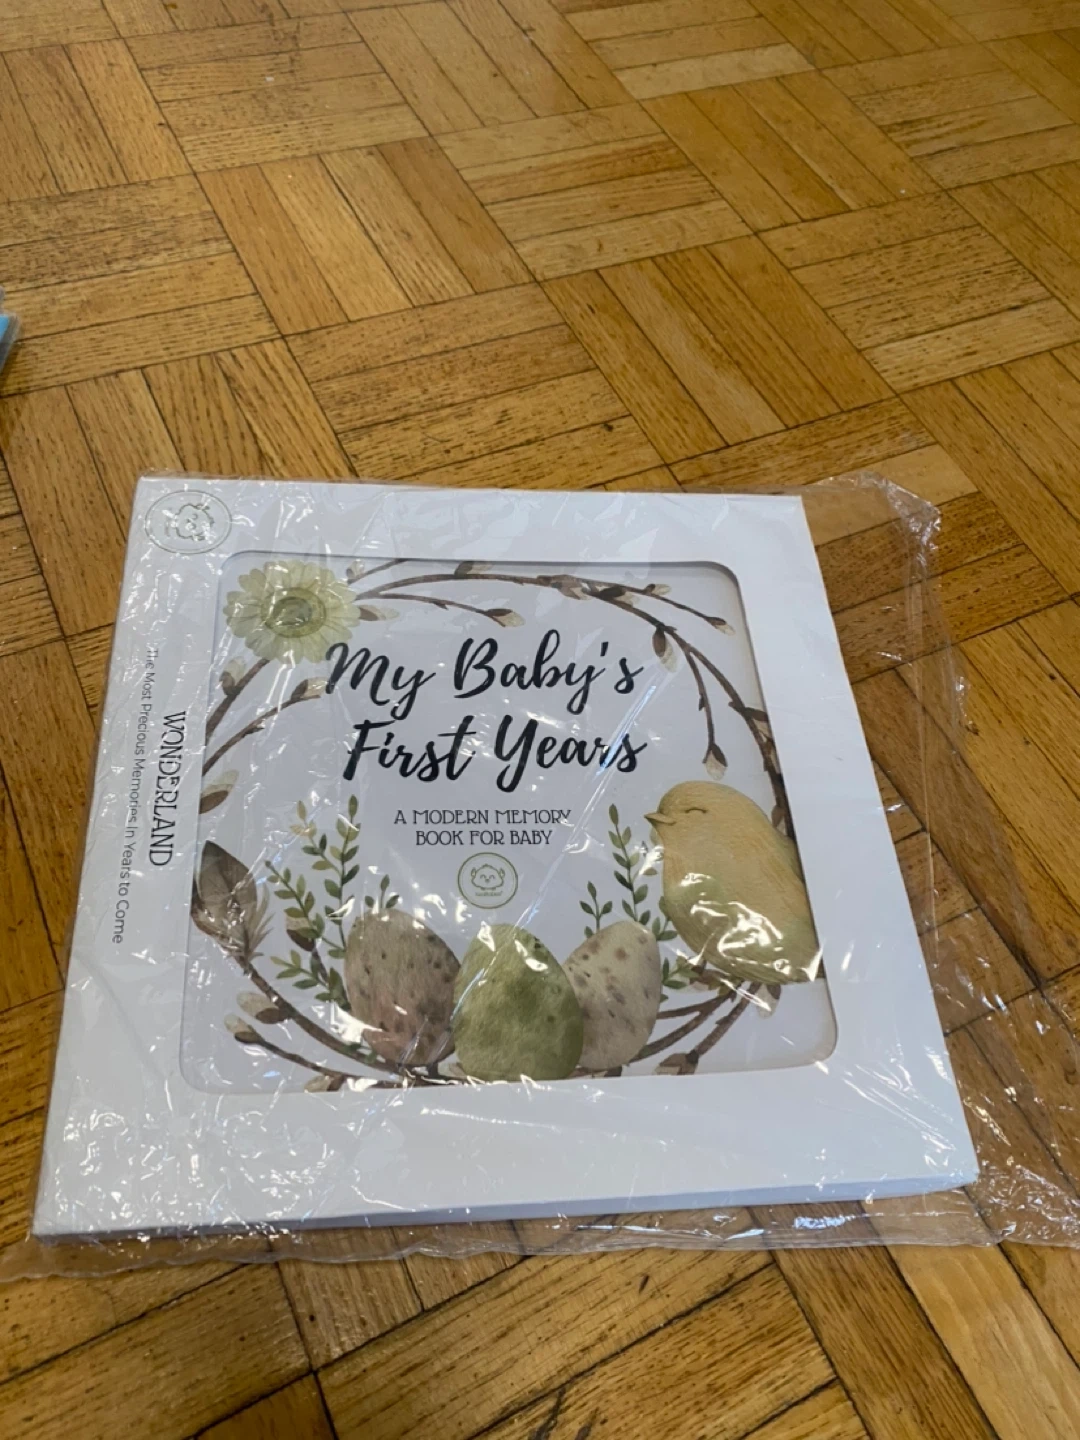 My Baby's
First Years
A MODERN MEMORY
BOOK FOR BABY
WONDERLAND
The Most Precious Memories In Years to Come